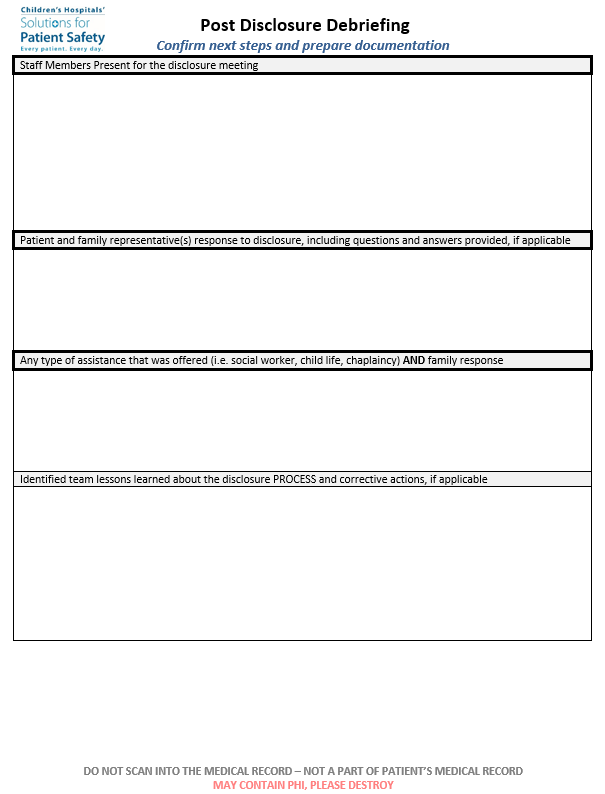 Children's Hospitals'
Solutions for
Patient Safety
Every patient. Every day.
Post Disclosure Debriefing
Confirm next steps and prepare documentation
Staff Members Present for the disclosure meeting
Patient and family representative(s) response to disclosure, including questions and answers provided, if applicable
Any type of assistance that was offered (i.e. social worker, child life, chaplaincy) AND family response
Identified team lessons learned about the disclosure PROCESS and corrective actions, if applicable
DO NOT SCAN INTO THE MEDICAL RECORD – NOT A PART OF PATIENT'S MEDICAL RECORD
MAY CONTAIN PHI, PLEASE DESTROY